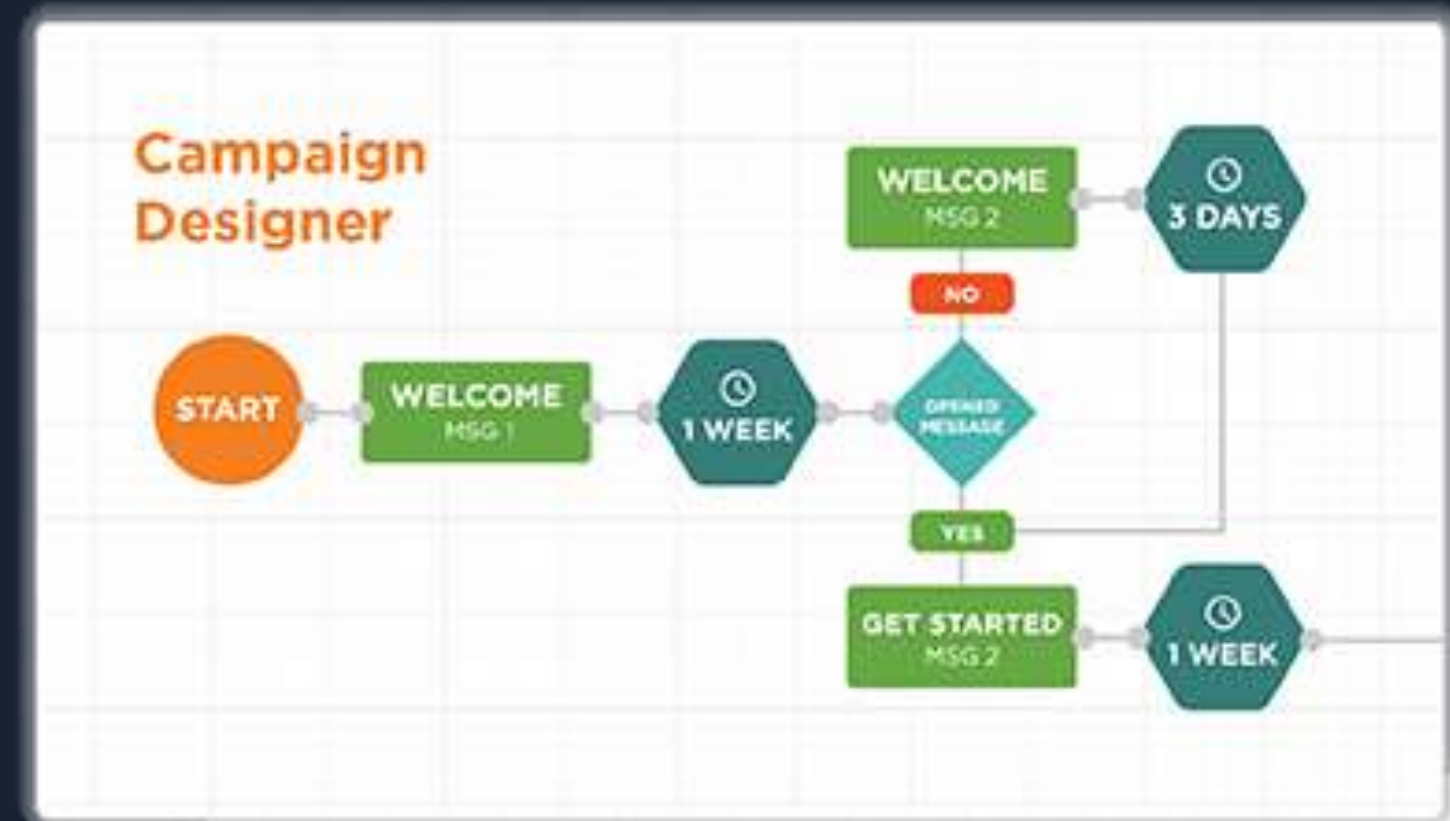 Campaign
Designer
START
WELCOME
MSG 1
1 WEEK
OPENED
MESSAGE
NO
WELCOME
MSG 2
3 DAYS
YES
GET STARTED
MSG 2
1 WEEK